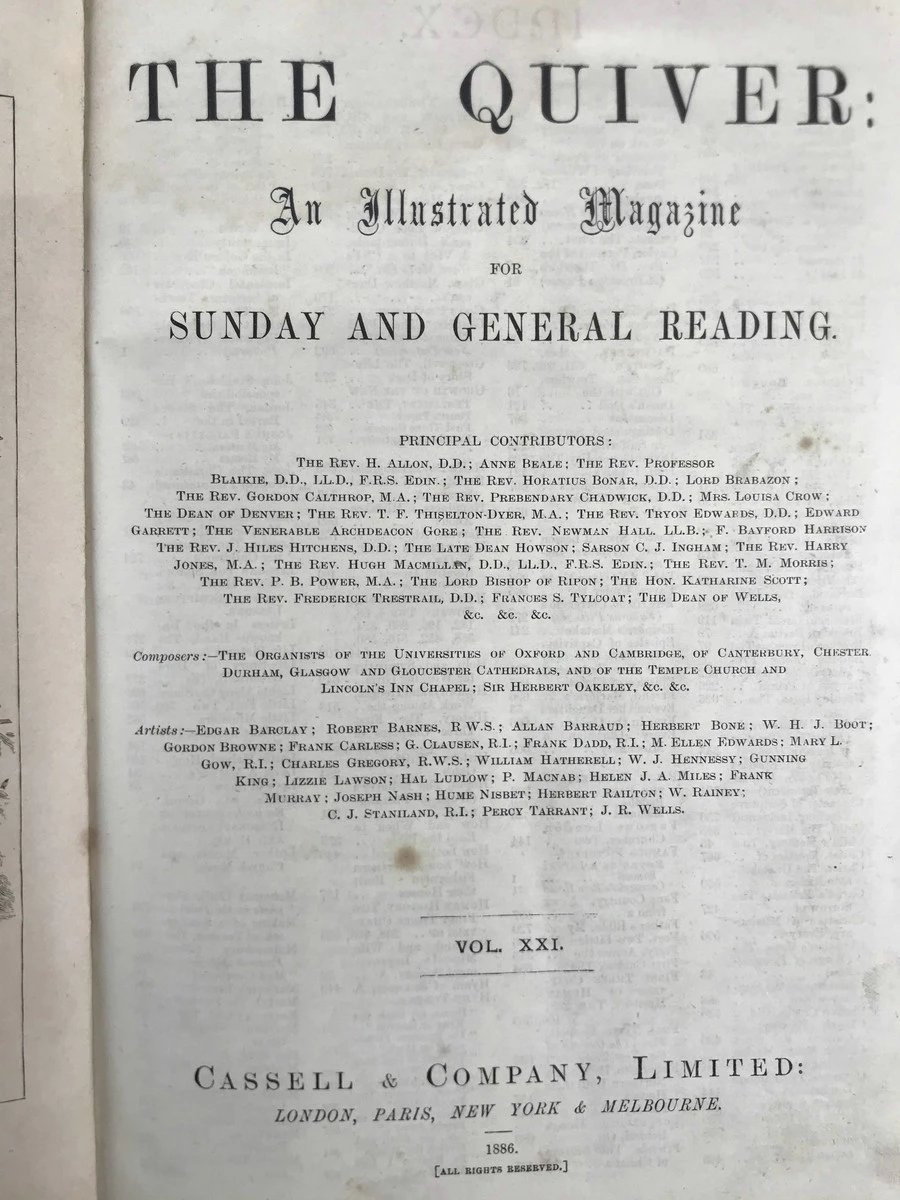 THE QUIVER:
An Illustrated Magazine
FOR
SUNDAY AND GENERAL READING.
PRINCIPAL CONTRIBUTORS:
THE REV. H. ALLON, D.D.; ANNE BEALE; THE REV. PROFESSOR
BLAIKIE, D.D., LL.D., F.R.S. EDIN.; THE REV. HORATIUS BONAR, D.D.; LORD BRABAZON;
THE REV. GORDON CALTHROP, M.A.; THE REV. PREBENDARY CHADWICK, D.D.; MRS. LOUISA CROW;
THE DEAN OF DENVER; THE REV. T. F. THISELTON-DYER, M.A.; THE REV. TRYON EDWARDS, D.D.; EDWARD
GARRETT; THE VENERABLE ARCHDEACON GORE; THE REV. NEWMAN HALL. LL.B.; F. BAYFORD HARRISON
THE REV. J. HILES HITCHENS, D.D.; THE LATE DEAN HOWSON; SARSON C. J. INGHAM; THE REV. HARRY
JONES, M.A.; THE REV. HUGH MACMILLAN, D.D., LL.D., F.R.S. EDIN.; THE REV. T. M. MORRIS;
THE REV. P. B. POWER, M.A.; THE LORD BISHOP OF RIPON; THE HON. KATHARINE SCOTT;
THE REV. FREDERICK TRESTRAIL, D.D.; FRANCES S. TYLCOAT; THE DEAN OF WELLS,
&c. &c. &c.
Composers:—THE ORGANISTS OF THE UNIVERSITIES OF OXFORD AND CAMBRIDGE, OF CANTERBURY, CHESTER
DURHAM, GLASGOW AND GLOUCESTER CATHEDRALS, AND OF THE TEMPLE CHURCH AND
LINCOLN'S INN CHAPEL; SIR HERBERT OAKELEY, &c. &c.
Artists:—EDGAR BARCLAY; ROBERT BARNES, R W.S.; ALLAN BARRAUD; HERBERT BONE; W. H. J. BOOT;
GORDON BROWNE; FRANK CARLESS; G. CLAUSEN, R.I.; FRANK DADD, R.I.; M. ELLEN EDWARDS; MARY L.
GOW, R.I.; CHARLES GREGORY, R.W.S.; WILLIAM HATHERELL; W. J. HENNESSY; GUNNING
KING; LIZZIE LAWSON; HAL LUDLOW; P. MACNAB; HELEN J. A. MILES; FRANK
MURRAY; JOSEPH NASH; HUME NISBET; HERBERT RAILTON; W. RAINEY;
C. J. STANILAND, R.I.; PERCY TARRANT; J. R. WELLS.
VOL. XXI.
CASSELL & COMPANY, LIMITED:
LONDON, PARIS, NEW YORK & MELBOURNE.
1886.
[ALL RIGHTS RESERVED.]